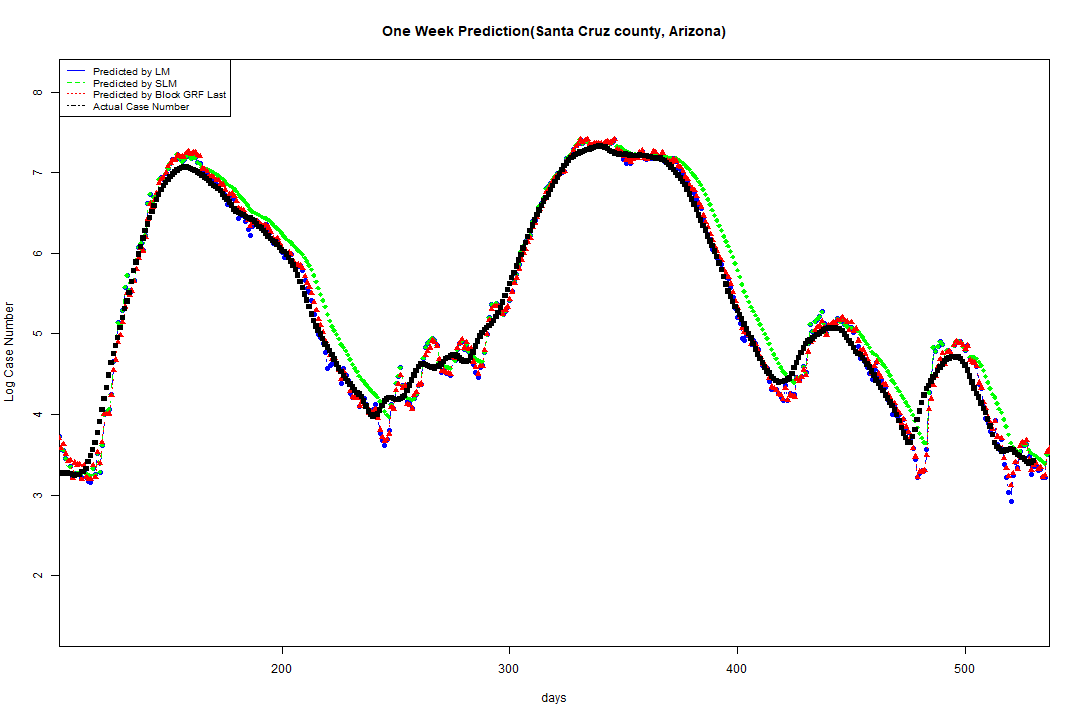 One Week Prediction(Santa Cruz county, Arizona)
Predicted by LM
Predicted by SLM
Predicted by Block GRF Last
Actual Case Number
8
7
6
5
4
3
2
Log Case Number
200 300 400 500
days